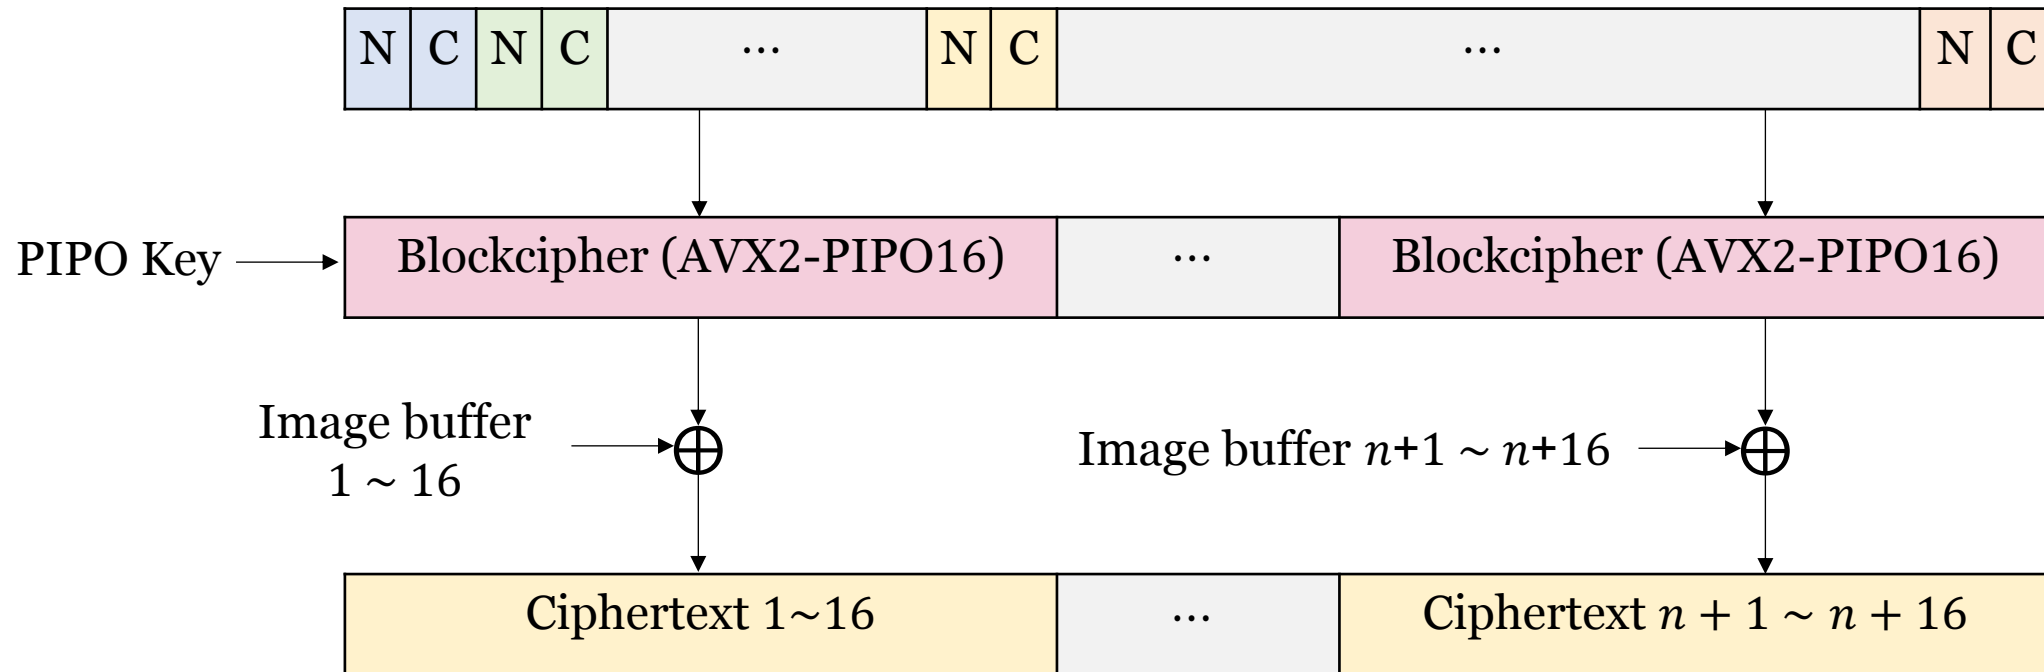 N C N C ... N C ... N C
PIPO Key
Blockcipher (AVX2-PIPO16) ... Blockcipher (AVX2-PIPO16)
Image buffer
1 ~ 16
Image buffer n+1 ~ n+16
Ciphertext 1~16 ... Ciphertext n + 1 ~ n + 16